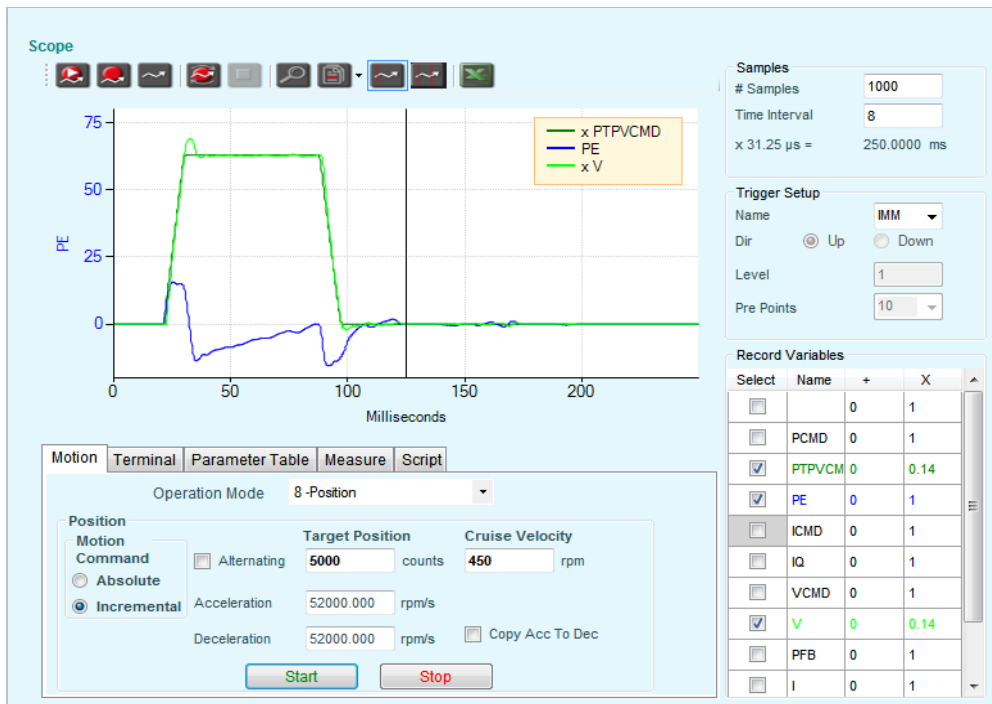 Scope
75
50
25
0
PE
x PTPVCMD
PE
x V
0
50
100
150
200
Milliseconds
Samples
# Samples
1000
Time Interval
8
x 31.25 µs =
250.0000 ms
Trigger Setup
Name
IMM
Dir
Up
Down
Level
1
Pre Points
10
Record Variables
Select Name + X
0 1
PCMD 0 1
PTPVCM 0 0.14
PE 0 1
ICMD 0 1
IQ 0 1
VCMD 0 1
V 0 0.14
PFB 0 1
I 0 1
Motion Terminal Parameter Table Measure Script
Operation Mode 8 -Position
Position
Motion
Command
Absolute
Incremental
Target Position Cruise Velocity
Alternating 5000 counts 450 rpm
Acceleration 52000.000 rpm/s
Deceleration 52000.000 rpm/s Copy Acc To Dec
Start Stop